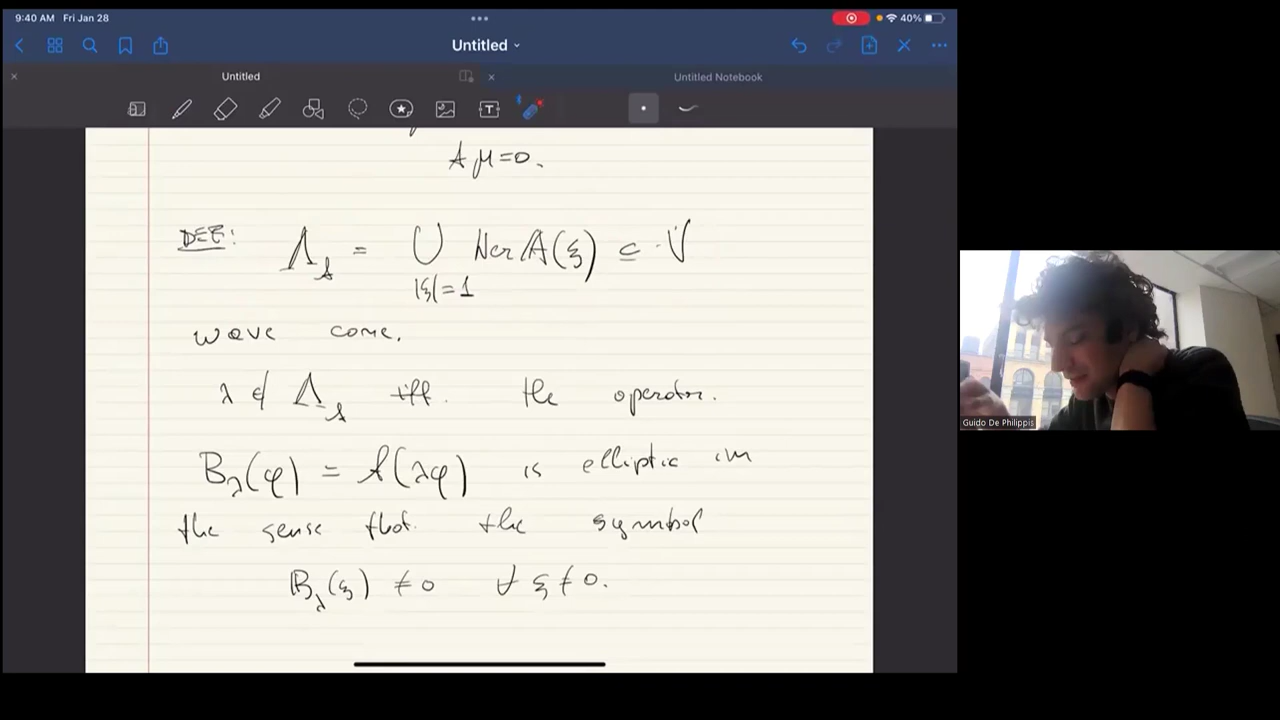 9:40 AM Fri Jan 28
40%
Untitled
Untitled
Untitled Notebook
A μ = 0.
DEF: Λ_A = ∪ Ker A(ξ) ⊆ V
|ξ| = 1
wave cone.
λ ∉ Λ_A iff. the operator.
B_λ(φ) = A(λφ) is elliptic in
the sense that. the symbol
B_λ(ξ) ≠ 0 ∀ ξ ≠ 0.
Guido De Philippis